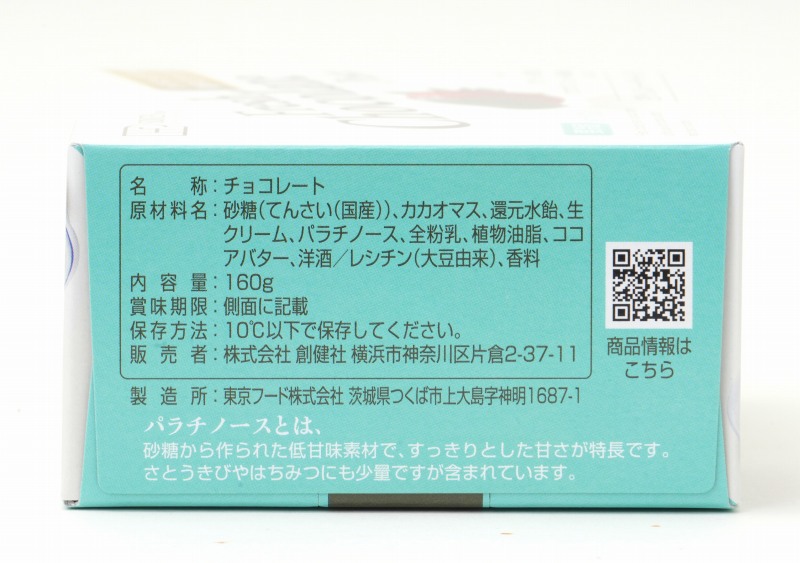 名称：チョコレート
原材料名：砂糖（てんさい（国産））、カカオマス、還元水飴、生
クリーム、パラチノース、全粉乳、植物油脂、ココ
アバター、洋酒／レシチン（大豆由来）、香料
内容量：160g
賞味期限：側面に記載
保存方法：10℃以下で保存してください。
販売者：株式会社 創健社 横浜市神奈川区片倉2-37-11
商品情報は
こちら
製造所：東京フード株式会社 茨城県つくば市上大島字神明1687-1
パラチノースとは、
砂糖から作られた低甘味素材で、すっきりとした甘さが特長です。
さとうきびやはちみつにも少量ですが含まれています。